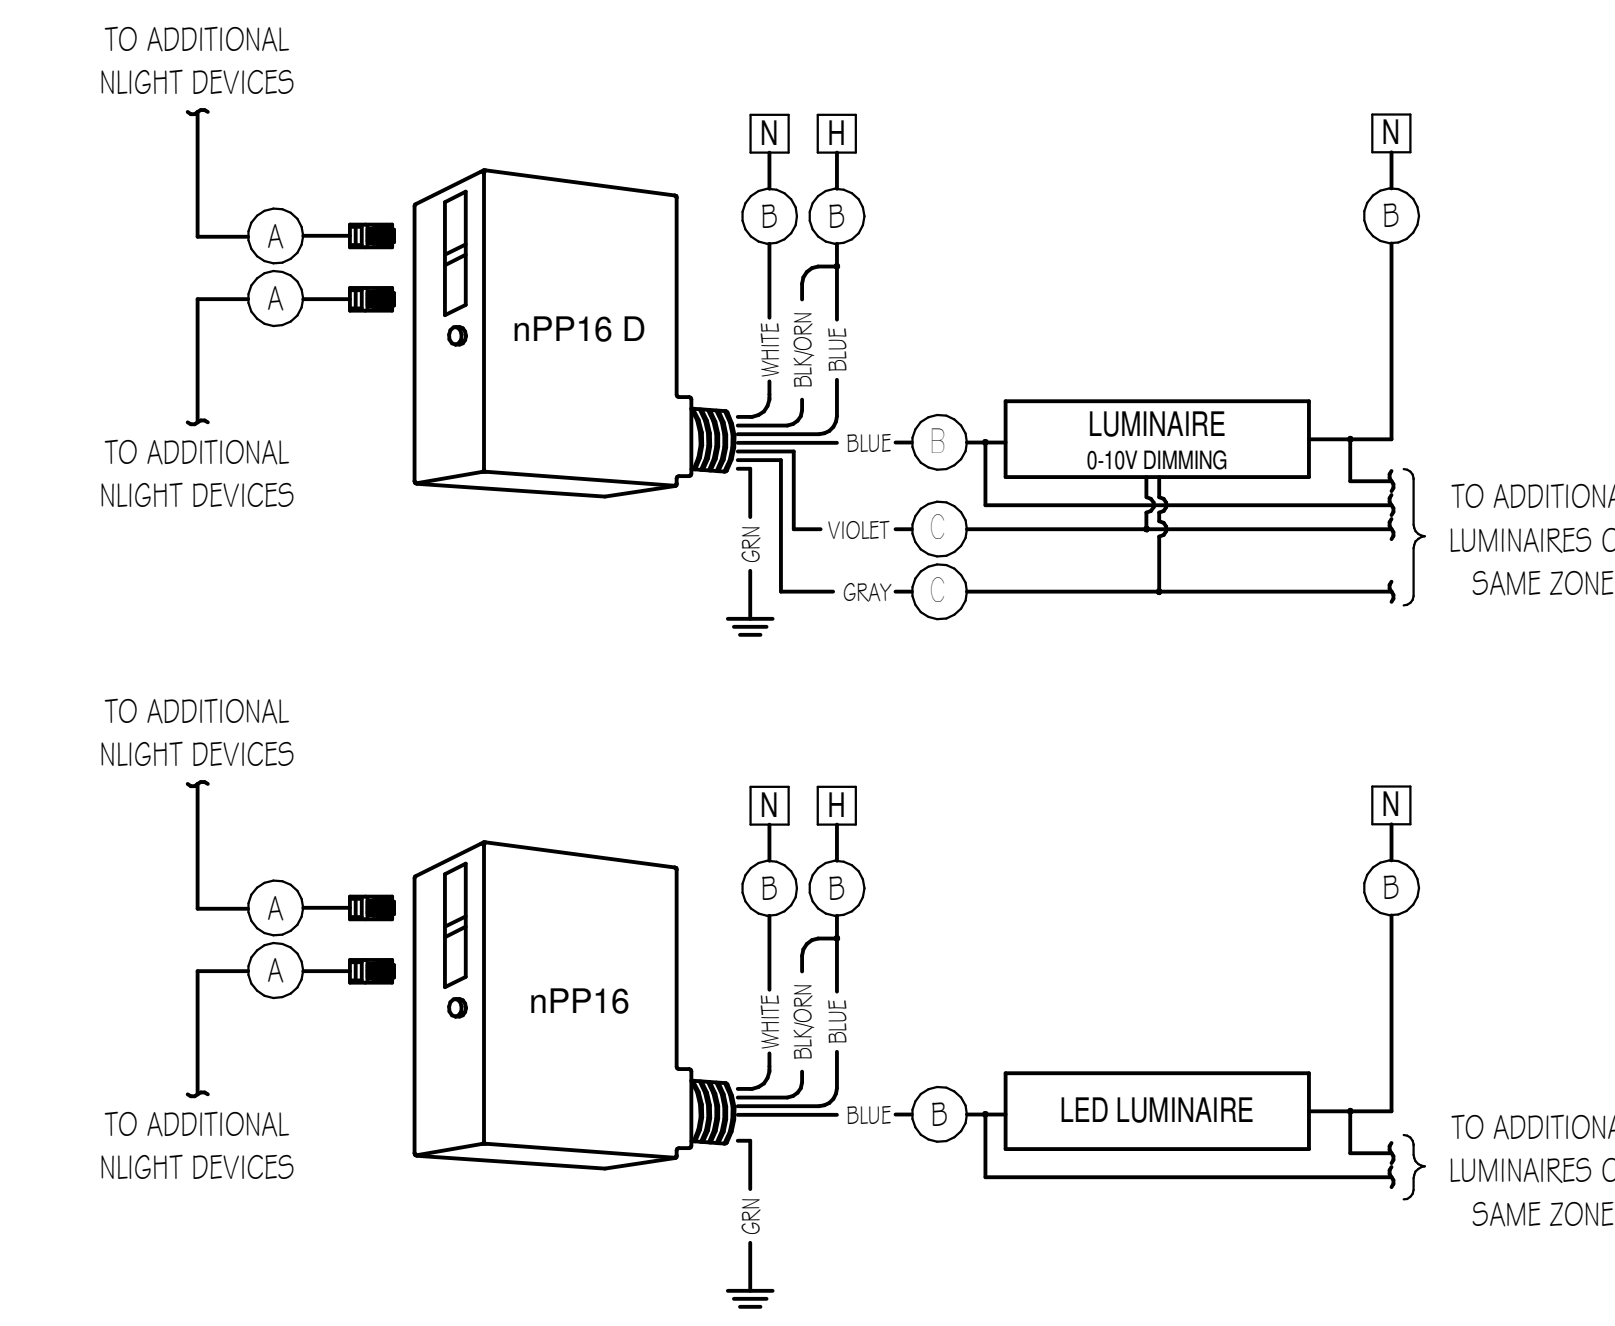 TO ADDITIONAL
NLIGHT DEVICES
N
H
N
B
B
B
A
A
nPP16 D
WHITE
BLK/ORN
BLUE
TO ADDITIONAL
NLIGHT DEVICES
BLUE
B
LUMINAIRE
0-10V DIMMING
VIOLET
C
GRAY
C
GRN
TO
LUMINAIRES
SAME ZONE
TO ADDITIONAL
NLIGHT DEVICES
N
H
N
B
B
B
A
A
nPP16
WHITE
BLK/ORN
BLUE
TO ADDITIONAL
NLIGHT DEVICES
BLUE
B
LED LUMINAIRE
GRN
TO
LUMINAIRES
SAME ZONE